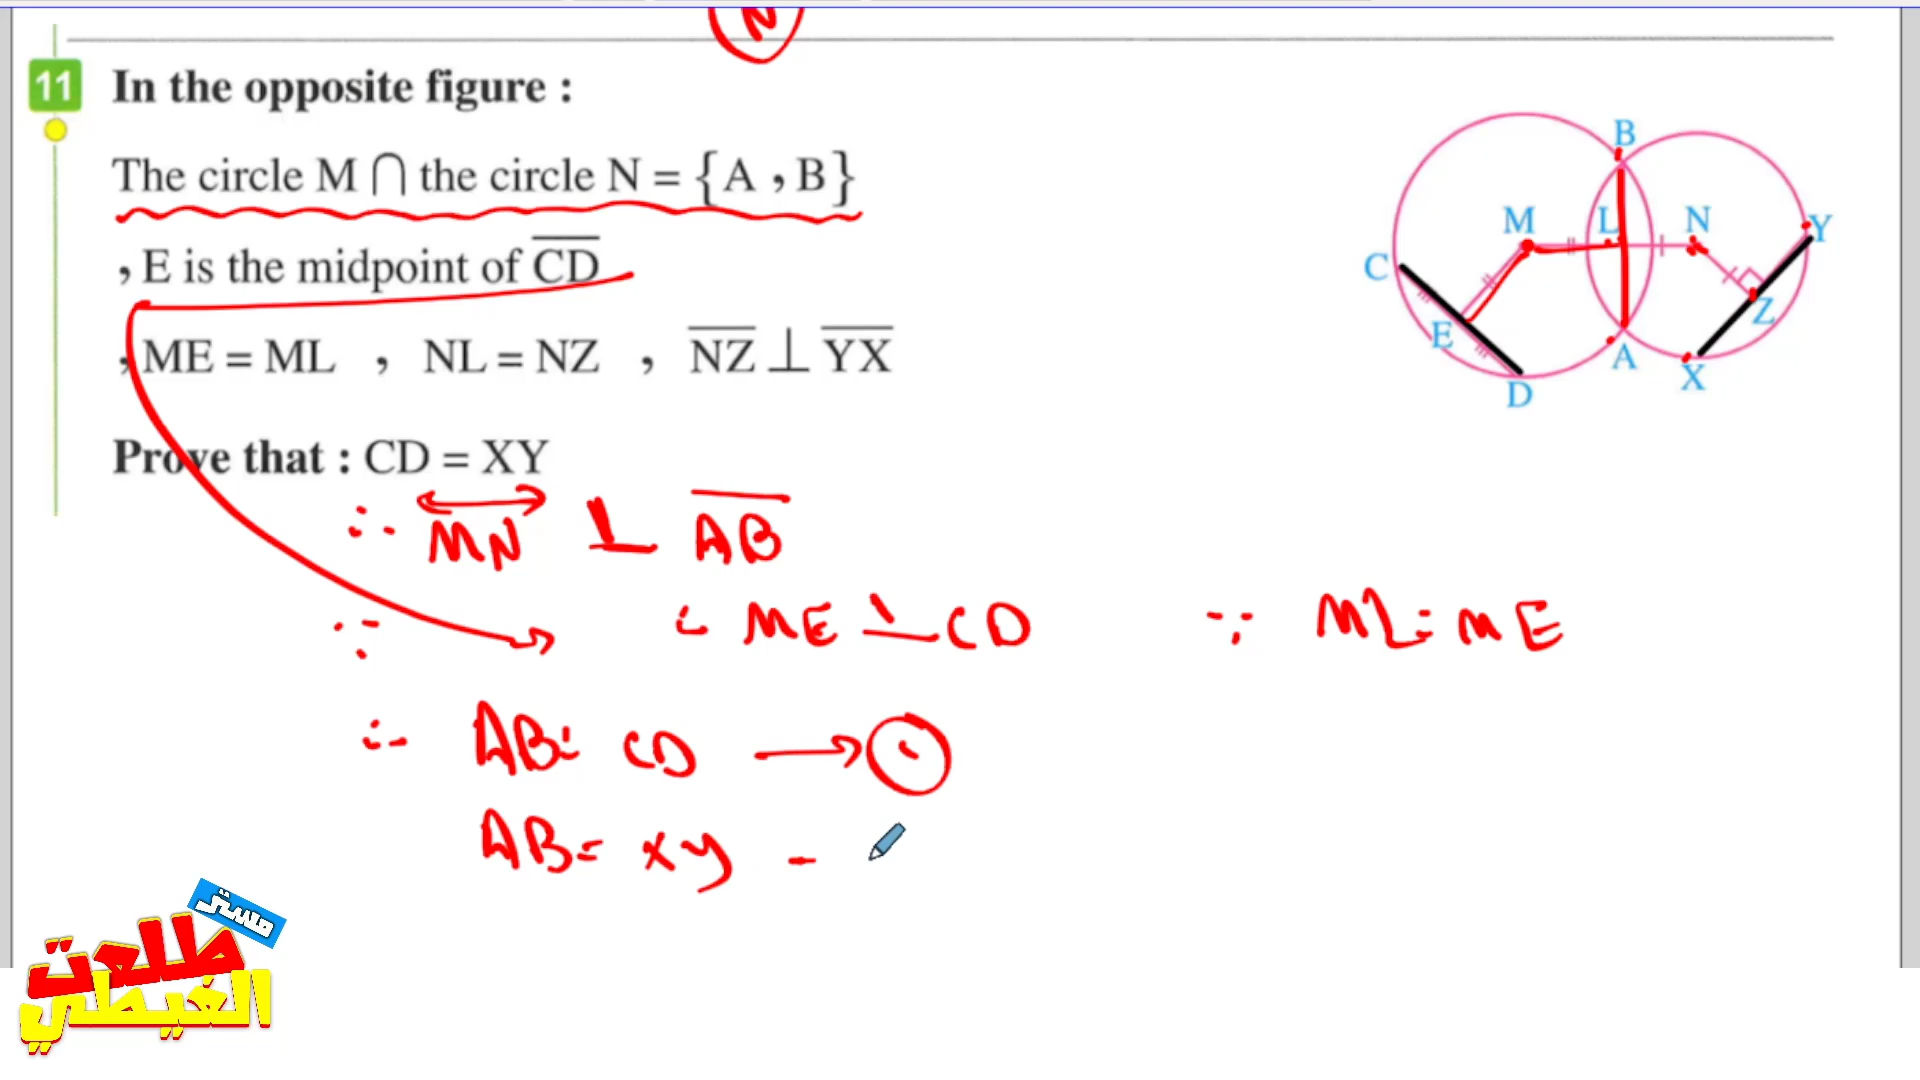 N
11 In the opposite figure :
The circle M ∩ the circle N = {A , B}
, E is the midpoint of CD
, ME = ML , NL = NZ , NZ ⊥ YX
Prove that : CD = XY
B
M L N Y
C
E Z
A
D X
∴ MN ⊥ AB
∵ ∴ ME ⊥ CD ∵ ML = ME
∴ AB = CD → 1
AB = xy -
مستر
طلعت
الغيطي